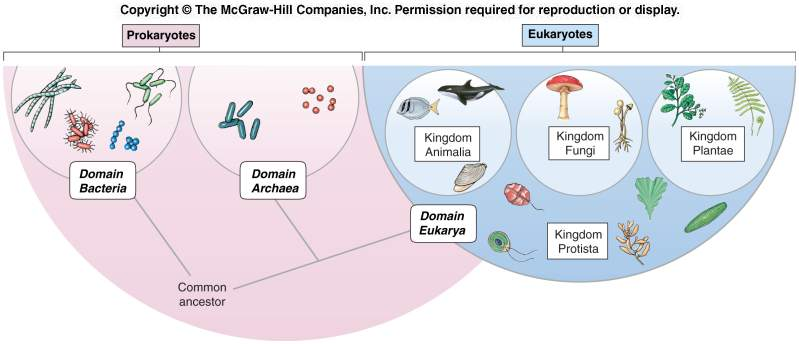 Copyright © The McGraw-Hill Companies, Inc. Permission required for reproduction or display.
Prokaryotes
Eukaryotes
Kingdom
Animalia
Kingdom
Fungi
Kingdom
Plantae
Domain
Bacteria
Domain
Archaea
Domain
Eukarya
Kingdom
Protista
Common
ancestor